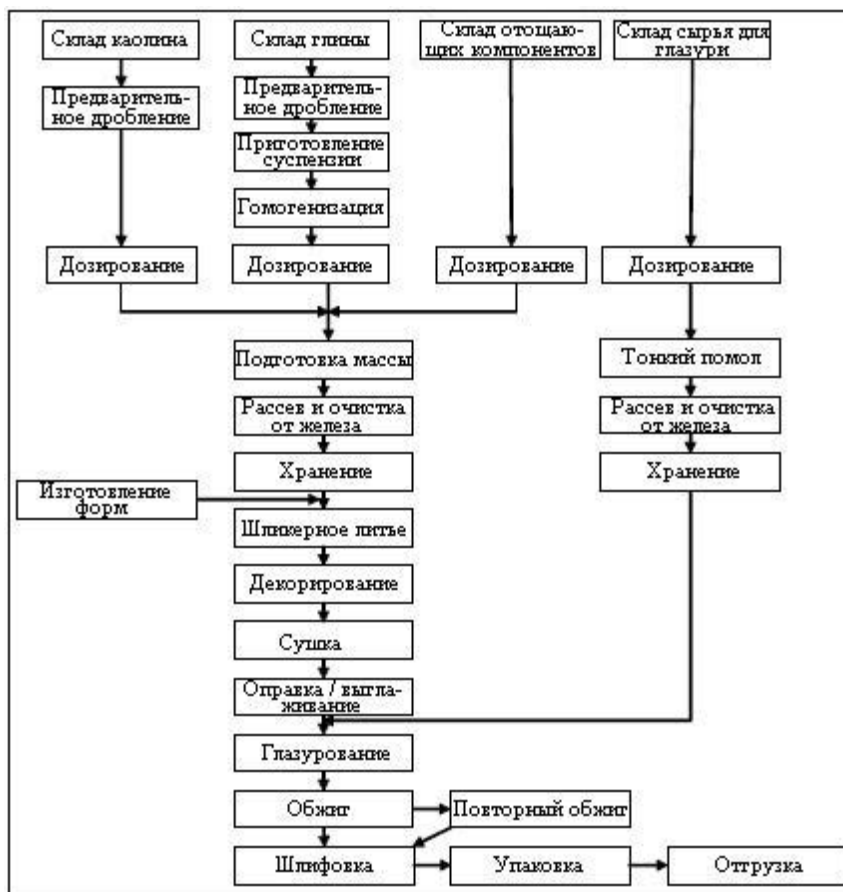 Склад каолина
Склад глины
Склад отощаю-
щих компонентов
Склад сырья для
глазури
Предваритель-
ное дробление
Предваритель-
ное дробление
Приготовление
суспензии
Гомогенизация
Дозирование
Дозирование
Дозирование
Дозирование
Подготовка массы
Тонкий помол
Рассев и очистка
от железа
Рассев и очистка
от железа
Хранение
Хранение
Изготовление
форм
Шликерное литье
Декорирование
Сушка
Оправка / выгла-
живание
Глазурование
Обжиг
Повторный обжиг
Шлифовка
Упаковка
Отгрузка